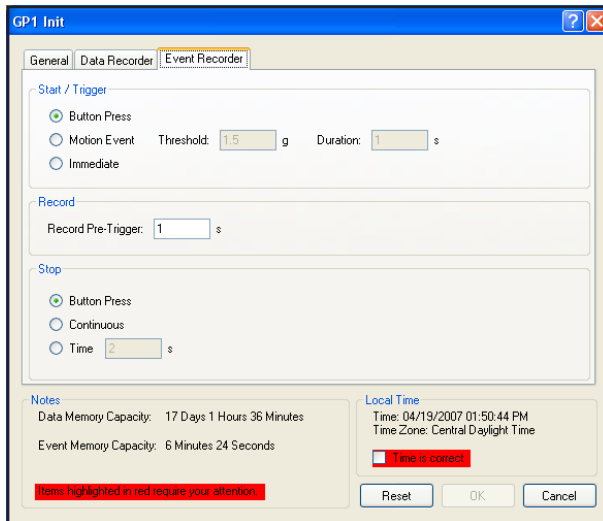 GP1 Init
General Data Recorder Event Recorder
Start / Trigger
Button Press
Motion Event Threshold: 1.5 g Duration: 1 s
Immediate
Record
Record Pre-Trigger: 1 s
Stop
Button Press
Continuous
Time 2 s
Notes
Data Memory Capacity: 17 Days 1 Hours 36 Minutes
Event Memory Capacity: 6 Minutes 24 Seconds
Items highlighted in red require your attention.
Local Time
Time: 04/19/2007 01:50:44 PM
Time Zone: Central Daylight Time
Time is correct
Reset OK Cancel